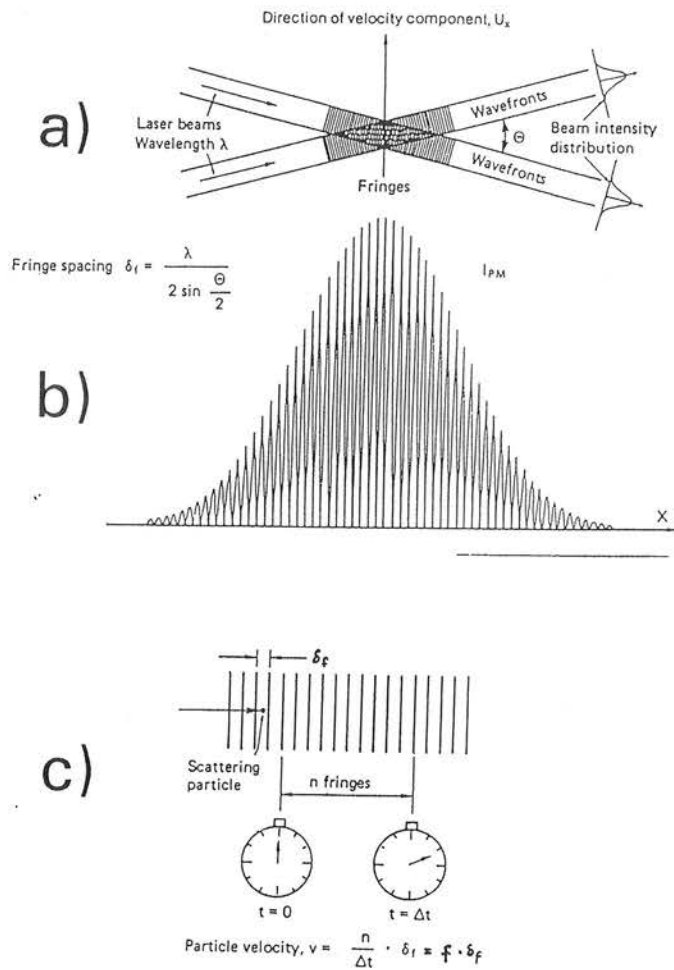 Direction of velocity component, Uₓ
a)
Laser beams
Wavelength λ
Wavefronts
Θ
Wavefronts
Beam intensity
distribution
Fringes
Fringe spacing δf = λ / 2 sin Θ/2
I_PM
b)
X
δf
c)
Scattering
particle
n fringes
t = 0
t = Δt
Particle velocity, v = n/Δt · δf = f · δf